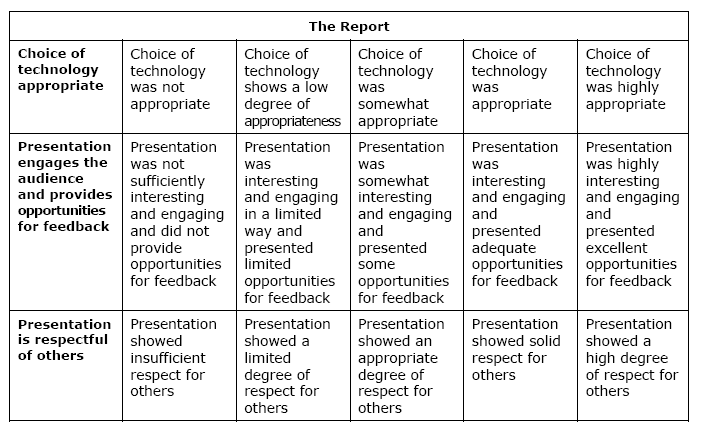 The Report
Choice of
technology
appropriate
Choice of
technology
was not
appropriate
Choice of
technology
shows a low
degree of
appropriateness
Choice of
technology
was
somewhat
appropriate
Choice of
technology
was
appropriate
Choice of
technology
was highly
appropriate
Presentation
engages the
audience
and provides
opportunities
for feedback
Presentation
was not
sufficiently
interesting
and engaging
and did not
provide
opportunities
for feedback
Presentation
was
interesting
and engaging
in a limited
way and
presented
limited
opportunities
for feedback
Presentation
was
somewhat
interesting
and engaging
and
presented
some
opportunities
for feedback
Presentation
was
interesting
and engaging
and
presented
adequate
opportunities
for feedback
Presentation
was highly
interesting
and engaging
and
presented
excellent
opportunities
for feedback
Presentation
is respectful
of others
Presentation
showed
insufficient
respect for
others
Presentation
showed a
limited
degree of
respect for
others
Presentation
showed an
appropriate
degree of
respect for
others
Presentation
showed solid
respect for
others
Presentation
showed a
high degree
of respect for
others